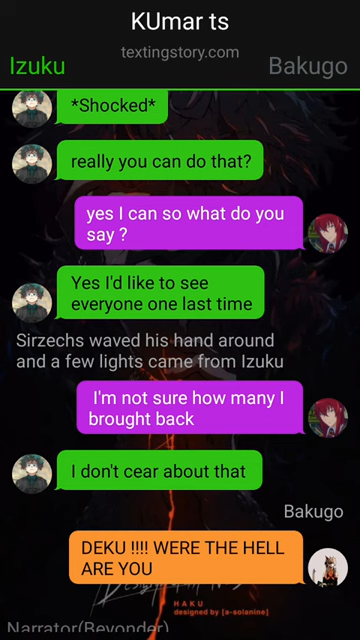 KUmar ts
textingstory.com
Izuku
Bakugo
*Shocked*
really you can do that?
yes I can so what do you
say ?
Yes I'd like to see
everyone one last time
Sirzechs waved his hand around
and a few lights came from Izuku
I'm not sure how many I
brought back
I don't cear about that
Bakugo
DEKU !!!! WERE THE HELL
ARE YOU
HAKU
designed by [e-solanine]
Narrator(Beyonder)